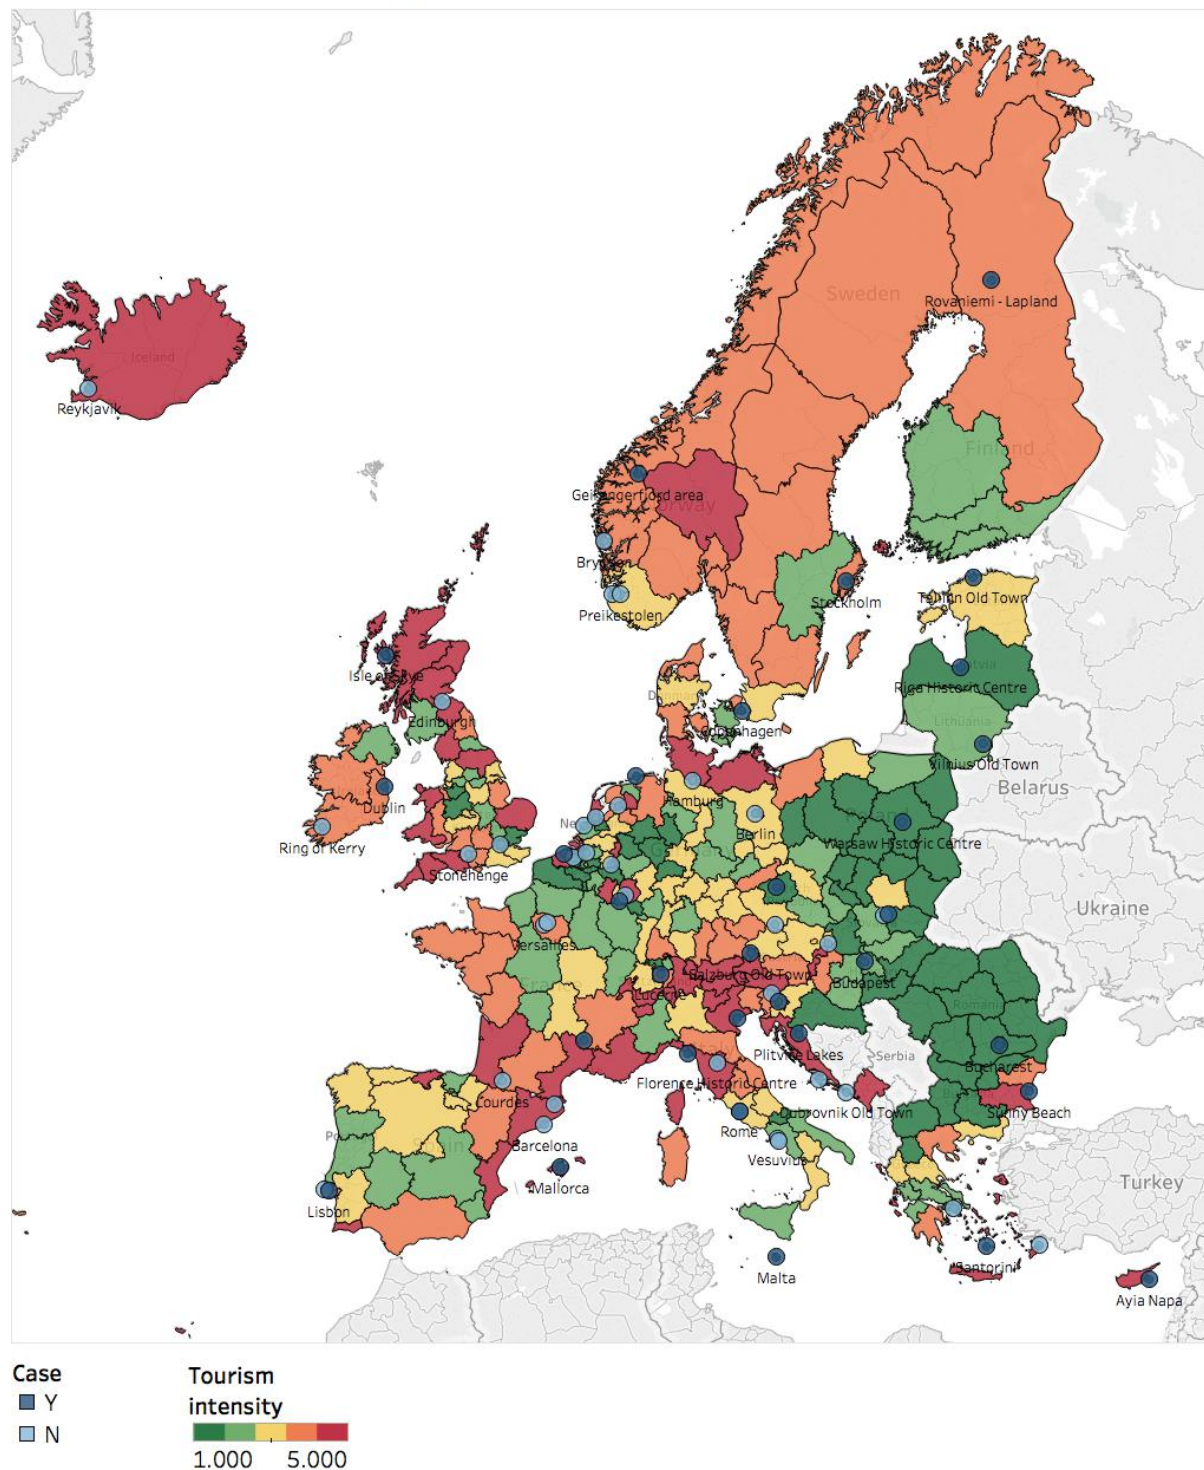 Sweden
Rovaniemi - Lapland
Iceland
Reykjavik
Finland
Geirangerfjord area
Norway
Bryggen
Stockholm
Tallinn Old Town
Preikestolen
Isle of Skye
Latvia
Riga Historic Centre
Denmark
Edinburgh
Copenhagen
Lithuania
Vilnius Old Town
Belarus
Dublin
Hamburg
Berlin
Poland
Ring of Kerry
Warsaw Historic Centre
Stonehenge
Ukraine
Versailles
Salzburg Old Town
Budapest
France
Lucerne
Romania
Italy
Plitvice Lakes
Serbia
Bucharest
Florence Historic Centre
Lourdes
Dubrovnik Old Town
Sunny Beach
Rome
Spain
Barcelona
Vesuvius
Mallorca
Turkey
Lisbon
Santorini
Malta
Ayia Napa
Case
Y
N
Tourism
intensity
1.000 5.000